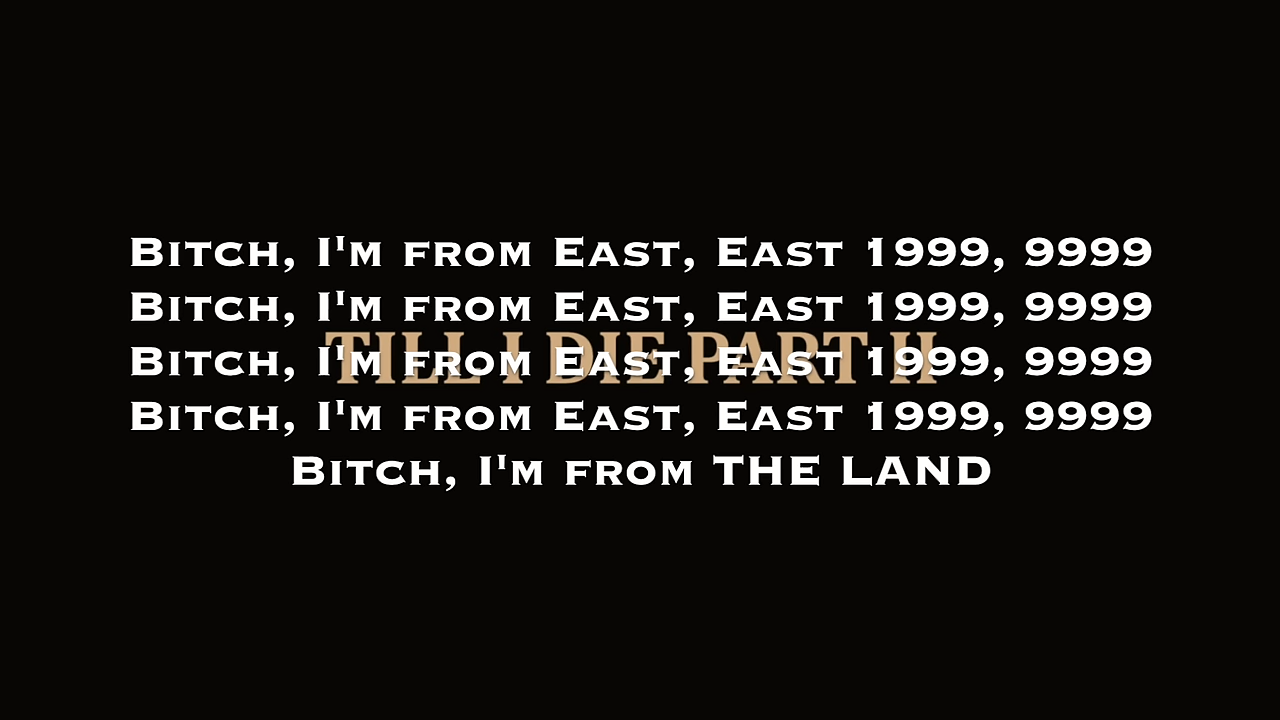 Bitch, I'm from East, East 1999, 9999
Bitch, I'm from East, East 1999, 9999
TILL I DIE PART II
Bitch, I'm from East, East 1999, 9999
Bitch, I'm from East, East 1999, 9999
Bitch, I'm from THE LAND